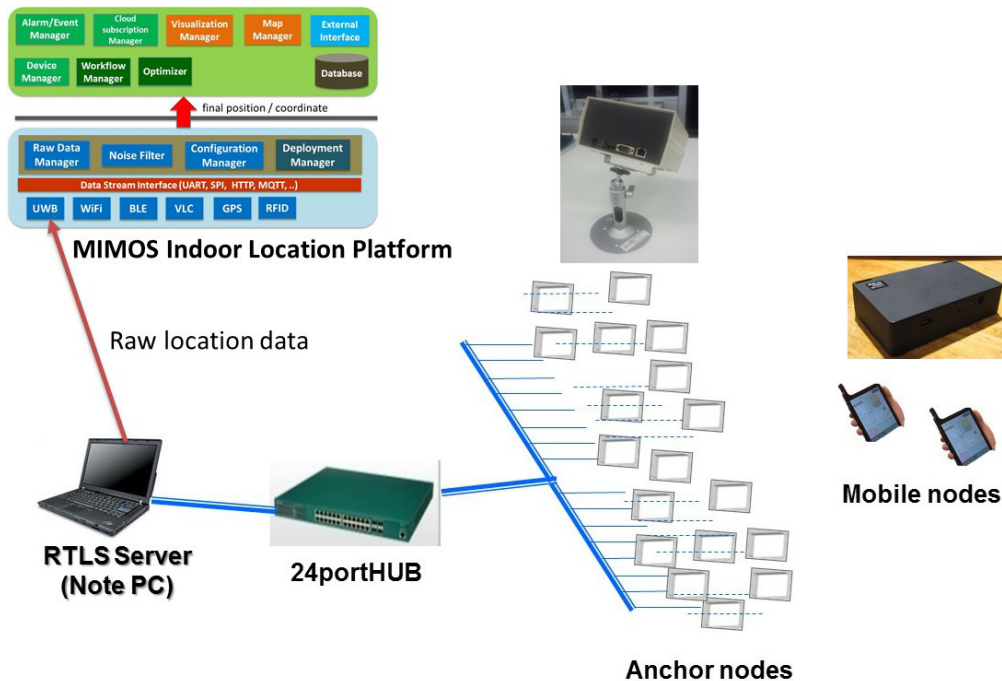 Alarm/Event
Manager
Cloud
subscription
Manager
Visualization
Manager
Map
Manager
External
Interface
Device
Manager
Workflow
Manager
Optimizer
Database
final position / coordinate
Raw Data
Manager
Noise Filter
Configuration
Manager
Deployment
Manager
Data Stream Interface (UART, SPI, HTTP, MQTT, ..)
UWB
WiFi
BLE
VLC
GPS
RFID
MIMOS Indoor Location Platform
Raw location data
RTLS Server
(Note PC)
24portHUB
Mobile nodes
Anchor nodes